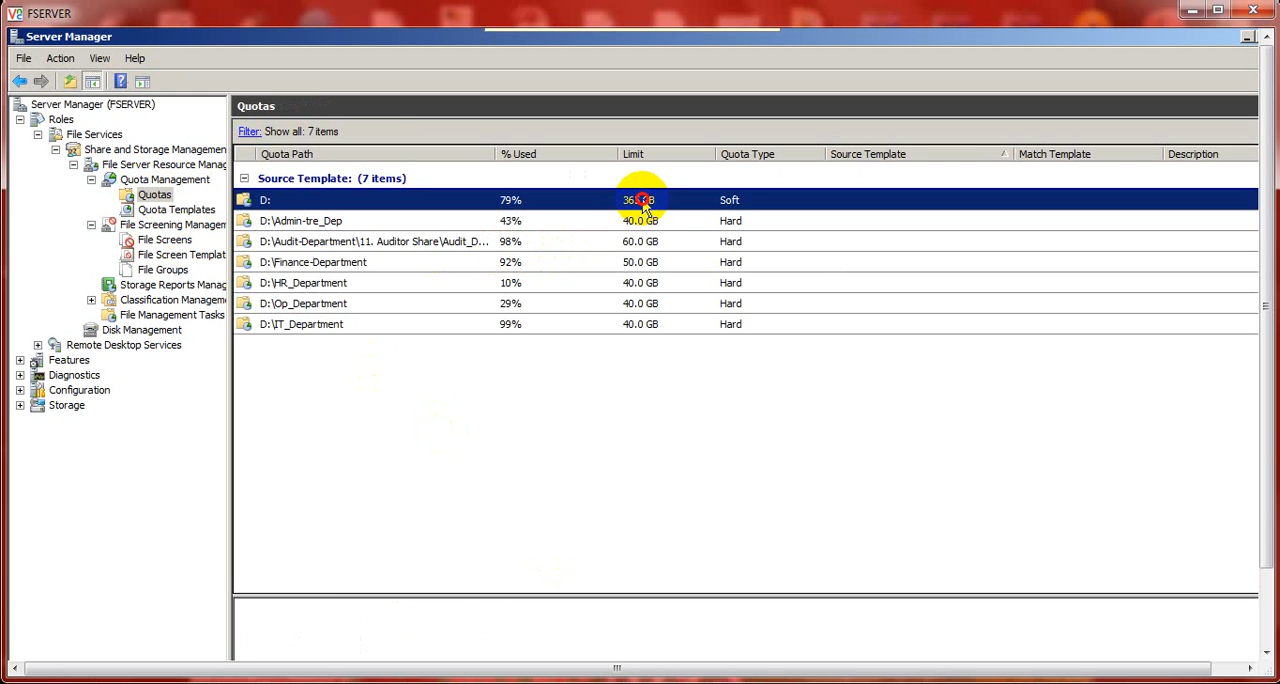 FSERVER
Server Manager
File Action View Help
Server Manager (FSERVER)
Roles
File Services
Share and Storage Management
File Server Resource Manag
Quota Management
Quotas
Quota Templates
File Screening Manageme
File Screens
File Screen Templat
File Groups
Storage Reports Manag
Classification Managem
File Management Tasks
Disk Management
Remote Desktop Services
Features
Diagnostics
Configuration
Storage
Quotas
Filter: Show all: 7 items
Quota Path % Used Limit Quota Type Source Template Match Template Description
Source Template: (7 items)
D: 79% Soft
D:\Admin-tre_Dep 43% 40.0 GB Hard
D:\Audit-Department\11. Auditor Share\Audit_D... 98% 60.0 GB Hard
D:\Finance-Department 92% 50.0 GB Hard
D:\HR_Department 10% 40.0 GB Hard
D:\Op_Department 29% 40.0 GB Hard
D:\IT_Department 99% 40.0 GB Hard